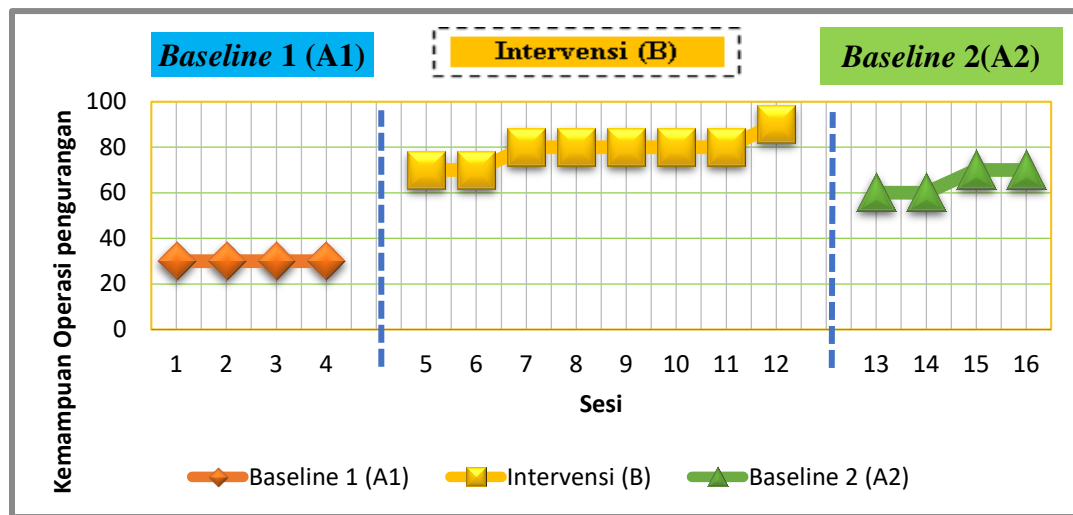 Baseline 1 (A1)
Intervensi (B)
Baseline 2(A2)
Kemampuan Operasi pengurangan
100
80
60
40
20
0
1 2 3 4 5 6 7 8 9 10 11 12 13 14 15 16
Sesi
Baseline 1 (A1) Intervensi (B) Baseline 2 (A2)